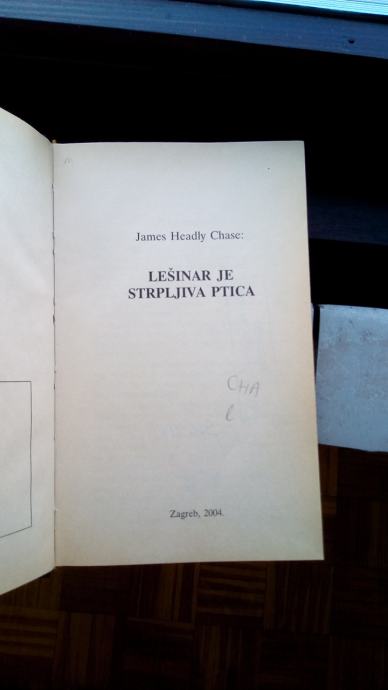 James Headly Chase:
LEŠINAR JE
STRPLJIVA PTICA
CHA
l
Zagreb, 2004.